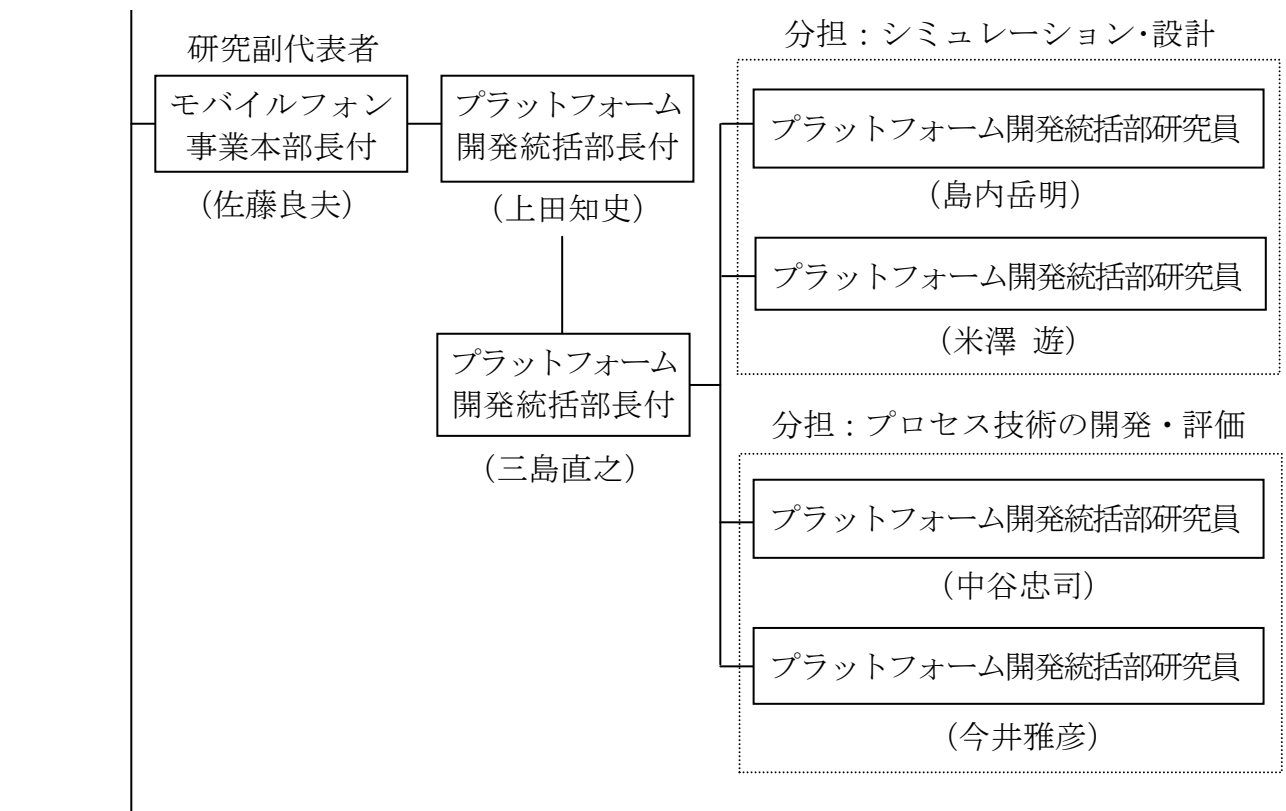 研究副代表者
モバイルフォン
事業本部長付
(佐藤良夫)
プラットフォーム
開発統括部長付
(上田知史)
プラットフォーム
開発統括部長付
(三島直之)
分担：シミュレーション･設計
プラットフォーム開発統括部研究員
(島内岳明)
プラットフォーム開発統括部研究員
(米澤 遊)
分担：プロセス技術の開発・評価
プラットフォーム開発統括部研究員
(中谷忠司)
プラットフォーム開発統括部研究員
(今井雅彦)